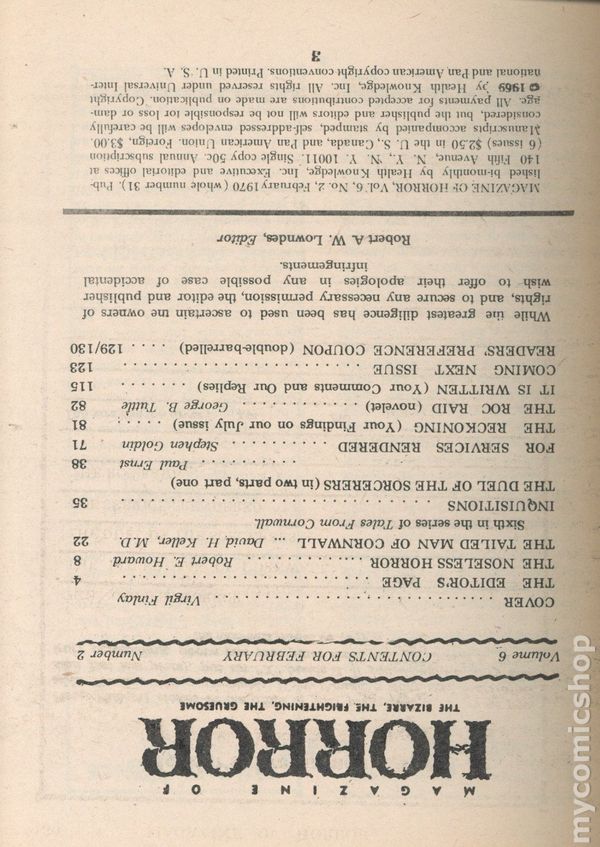 MAGAZINE OF
HORROR
THE BIZARRE, THE FRIGHTENING, THE GRUESOME
Volume 6 CONTENTS FOR FEBRUARY Number 2
COVER . . . . . . . . . . . . . . . . . . . . . . . . . . . . . Virgil Finlay
THE EDITOR'S PAGE . . . . . . . . . . . . . . . . . . . . . . . 4
THE NOSELESS HORROR . . . . . . . . . . . . Robert E. Howard 8
THE TAILED MAN OF CORNWALL ... David H. Keller, M.D. 22
Sixth in the series of Tales From Cornwall.
INQUISITIONS . . . . . . . . . . . . . . . . . . . . . . . . . . . 35
THE DUEL OF THE SORCERERS (in two parts, part one)
. . . . . . . . . Paul Ernst 38
FOR SERVICES RENDERED . . . . . . . . . . Stephen Goldin 71
THE RECKONING (Your Findings on our July issue) . . . . . 81
THE ROC RAID (novelet) . . . . . . . . . . . . George B. Tuttle 82
IT IS WRITTEN (Your Comments and Our Replies) . . . . . . . 115
COMING NEXT ISSUE . . . . . . . . . . . . . . . . . . . . . . . 123
READERS' PREFERENCE COUPON (double-barrelled) . . . . 129/130
While the greatest diligence has been used to ascertain the owners of
rights, and to secure any necessary permission, the editor and publisher
wish to offer their apologies in any possible case of accidental
infringements.
Robert A. W. Lowndes, Editor
MAGAZINE OF HORROR, Vol. 6, No. 2, February 1970 (whole number 31). Pub-
lished bi-monthly by Health Knowledge, Inc. Executive and editorial offices at
140 Fifth Avenue, N. Y., N. Y. 10011. Single copy 50c. Annual subscription
(6 issues) $2.50 in the U. S., Canada, and Pan American Union. Foreign, $3.00.
Manuscripts accompanied by stamped, self-addressed envelopes will be carefully
considered, but the publisher and editors will not be responsible for loss or dam-
age. All payments for accepted contributions are made on publication. Copyright
© 1969 by Health Knowledge, Inc. All rights reserved under Universal Inter-
national and Pan American copyright conventions. Printed in U. S. A.
3
mycomicshop